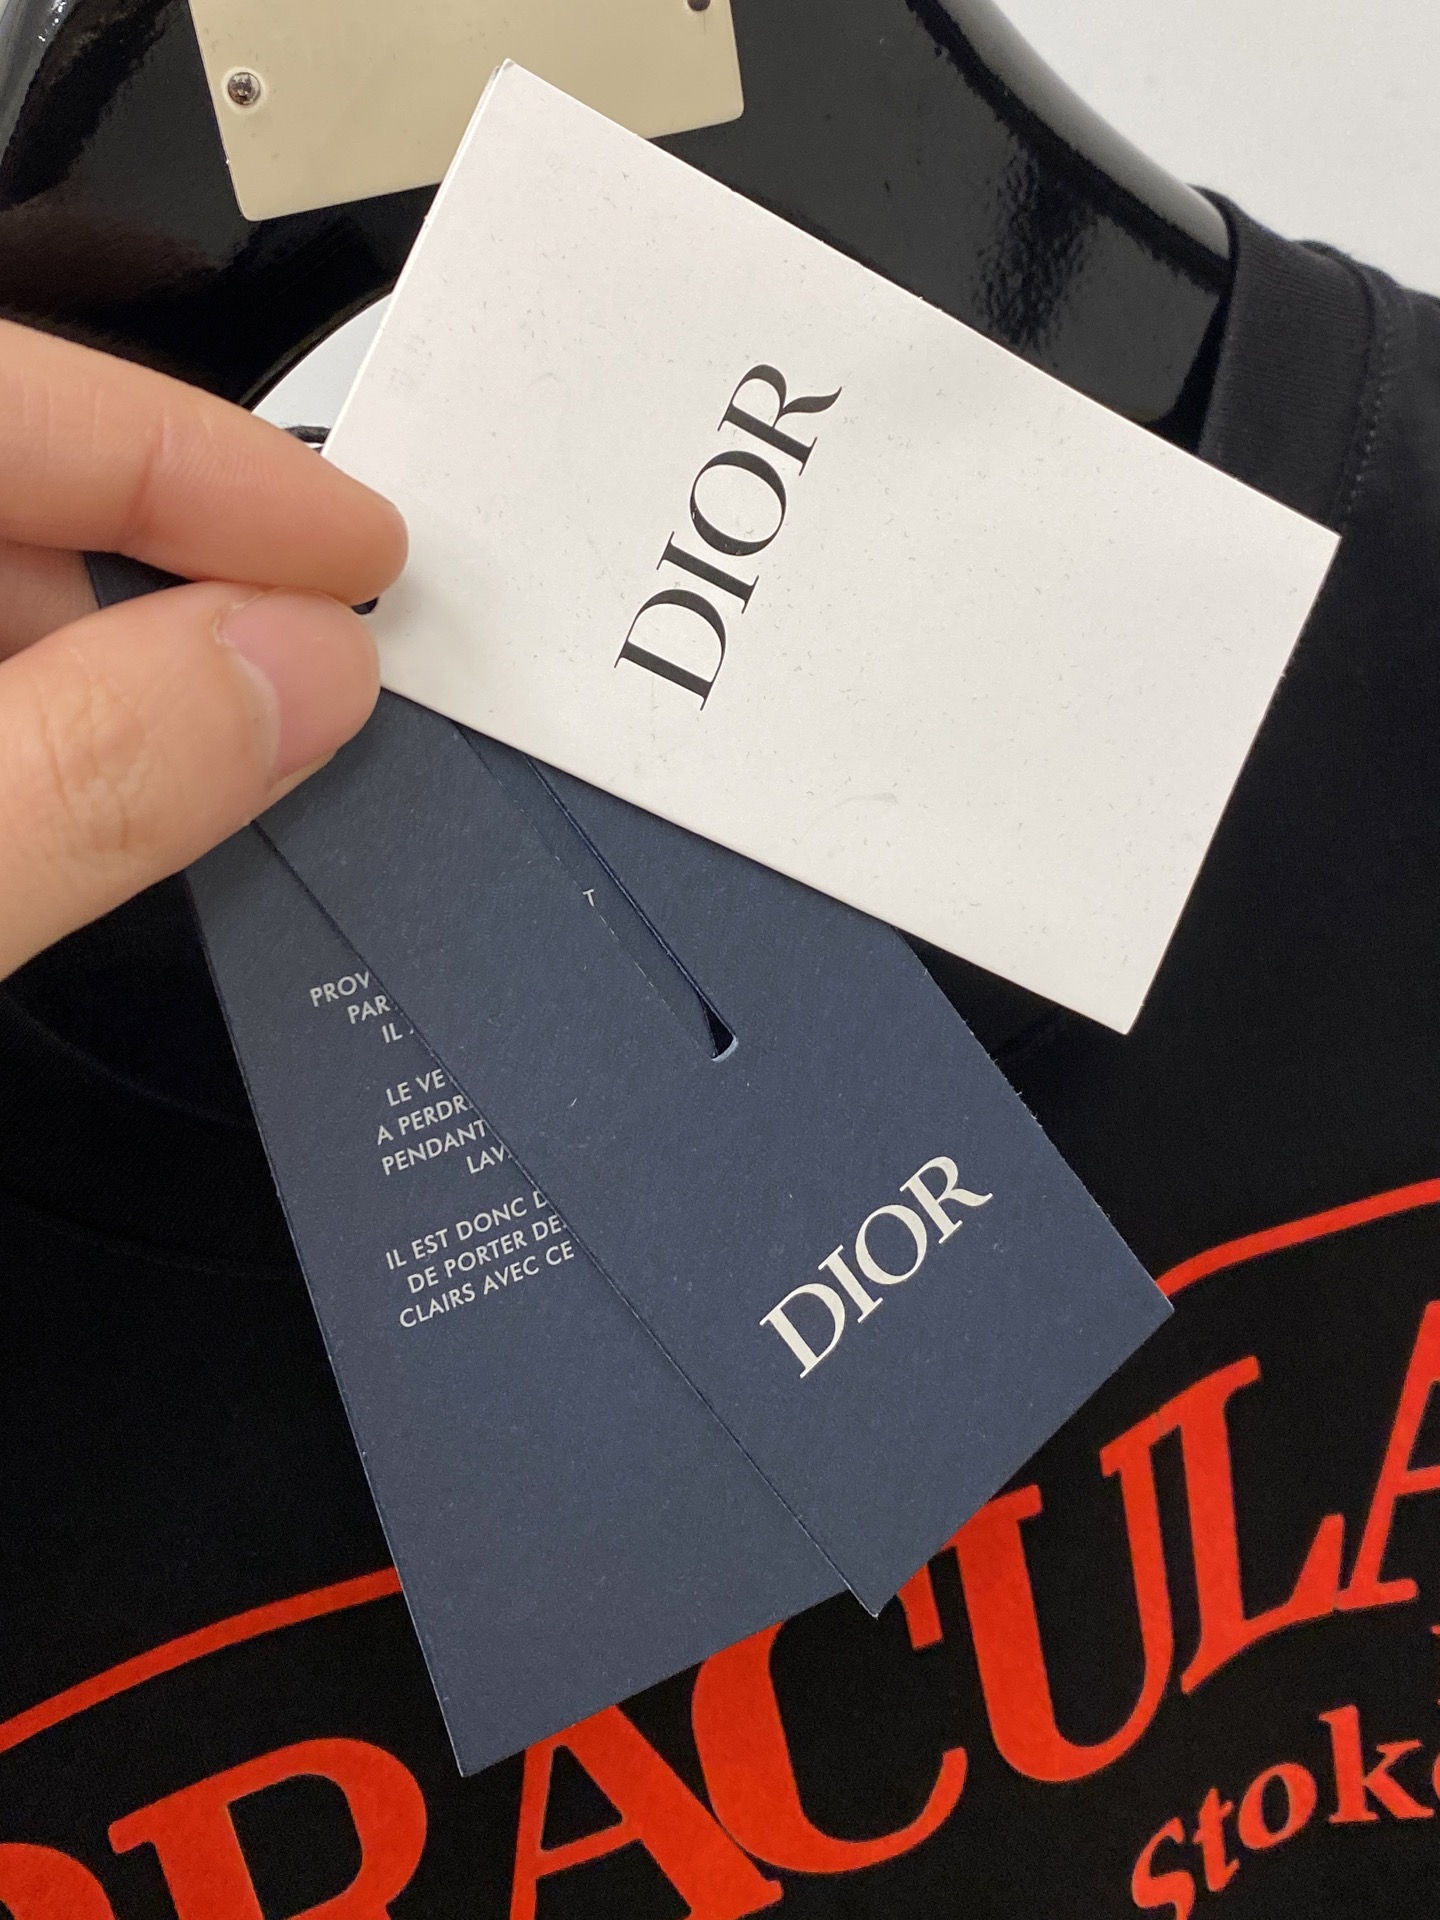 DIOR
T
PROV
PAR
IL
LE VE
A PERDR
PENDANT
LAV
IL EST DONC D
DE PORTER DE
CLAIRS AVEC CE
DIOR
DRACULA
Stok